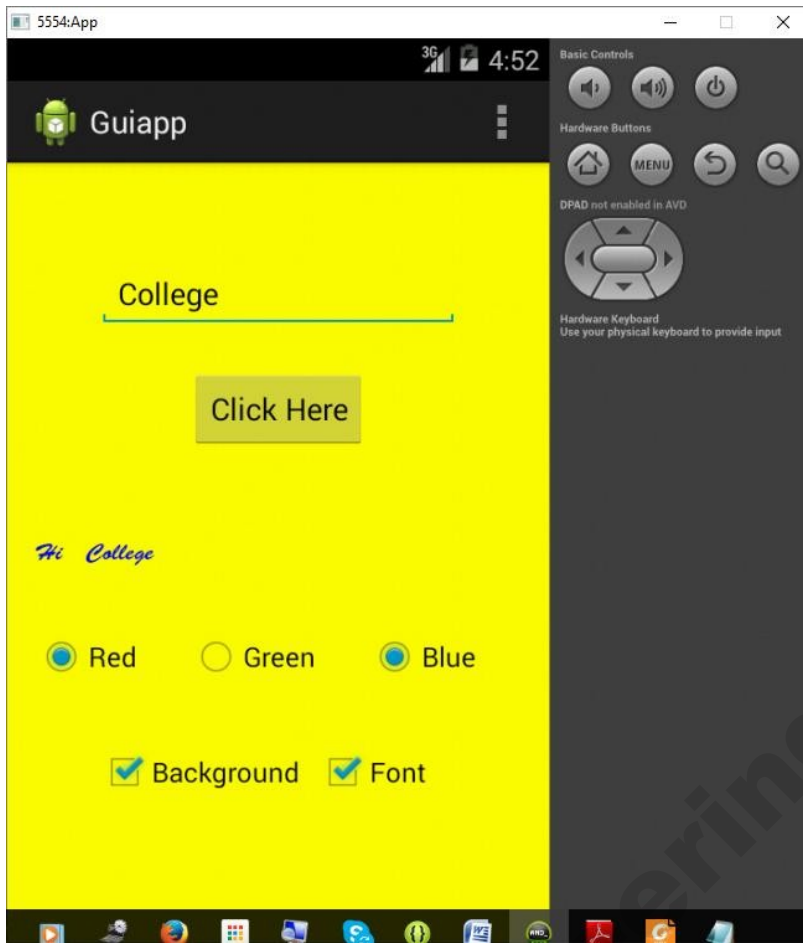 5554:App
3G 4:52
Guiapp
College
Click Here
Hi College
Red Green Blue
Background Font
Basic Controls
Hardware Buttons
MENU
DPAD not enabled in AVD
Hardware Keyboard
Use your physical keyboard to provide input
erin